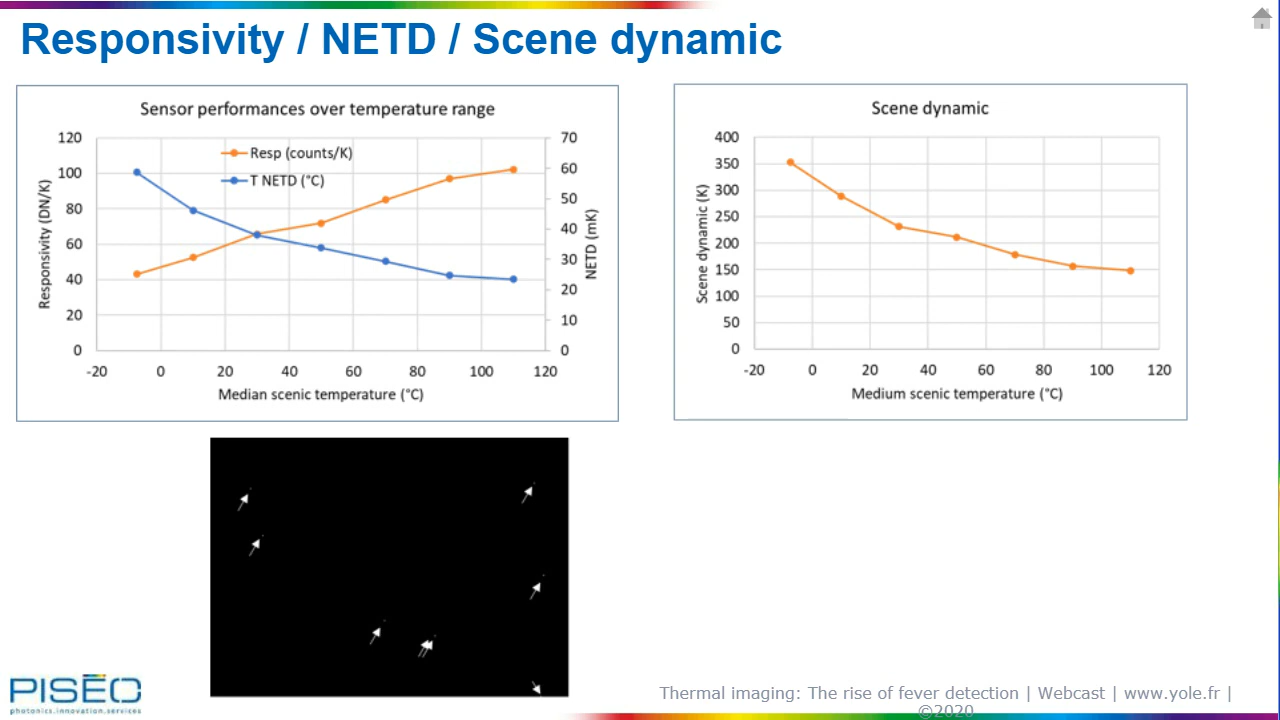 Responsivity / NETD / Scene dynamic
Sensor performances over temperature range
Resp (counts/K)
T NETD (°C)
Responsivity (DN/K)
120
100
80
60
40
20
0
70
60
50
40
30
20
10
0
NETD (mK)
-20 0 20 40 60 80 100 120
Median scenic temperature (°C)
Scene dynamic
Scene dynamic (K)
400
350
300
250
200
150
100
50
0
-20 0 20 40 60 80 100 120
Medium scenic temperature (°C)
PISEO
photonics.innovation.services
Thermal imaging: The rise of fever detection | Webcast | www.yole.fr |
©2020